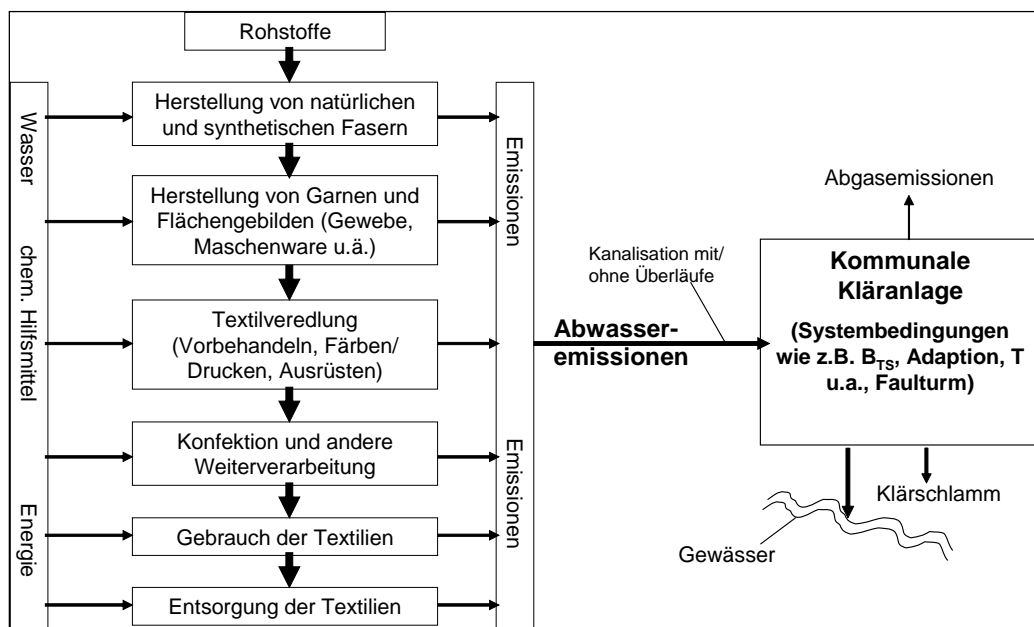 Rohstoffe
Wasser
chem. Hilfsmittel
Energie
Herstellung von natürlichen
und synthetischen Fasern
Herstellung von Garnen und
Flächengebilden (Gewebe,
Maschenware u.ä.)
Textilveredlung
(Vorbehandeln, Färben/
Drucken, Ausrüsten)
Konfektion und andere
Weiterverarbeitung
Gebrauch der Textilien
Entsorgung der Textilien
Emissionen
Emissionen
Kanalisation mit/
ohne Überläufe
Abwasser-
emissionen
Abgasemissionen
Kommunale
Kläranlage
(Systembedingungen
wie z.B. BTS, Adaption, T
u.a., Faulturm)
Klärschlamm
Gewässer